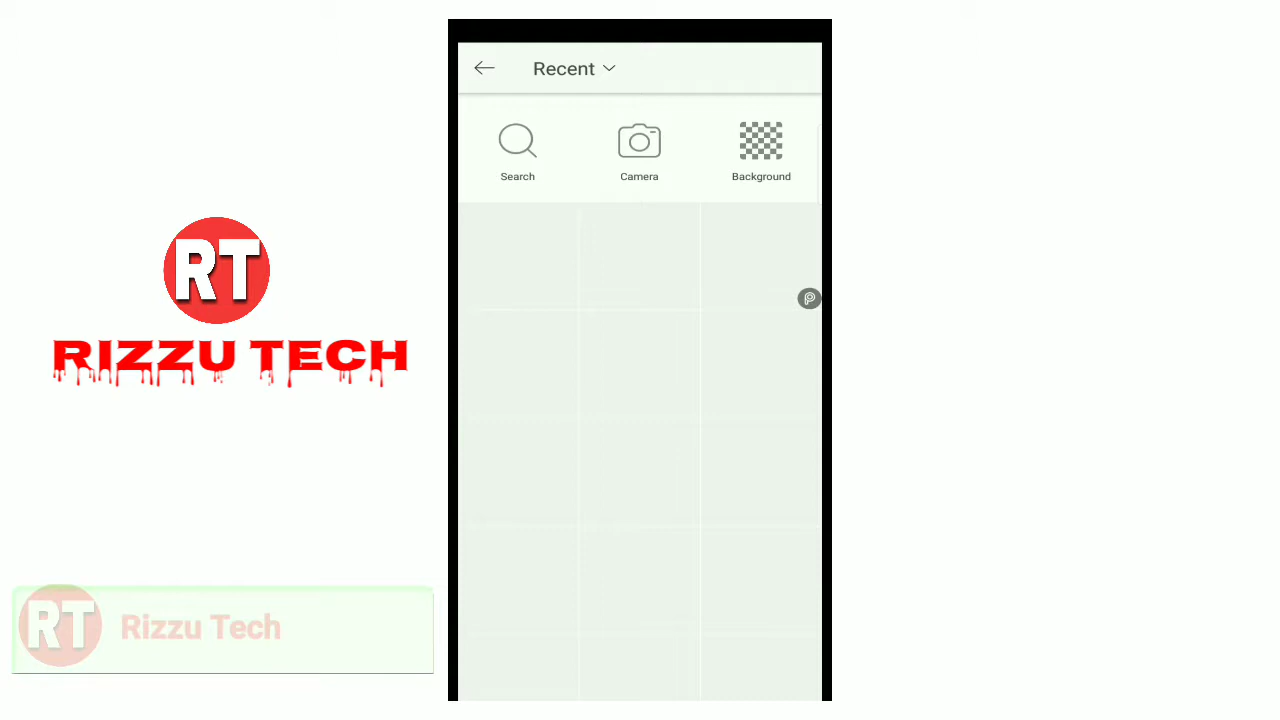 Recent
Search
Camera
Background
RT
RIZZU TECH
RT
Rizzu Tech